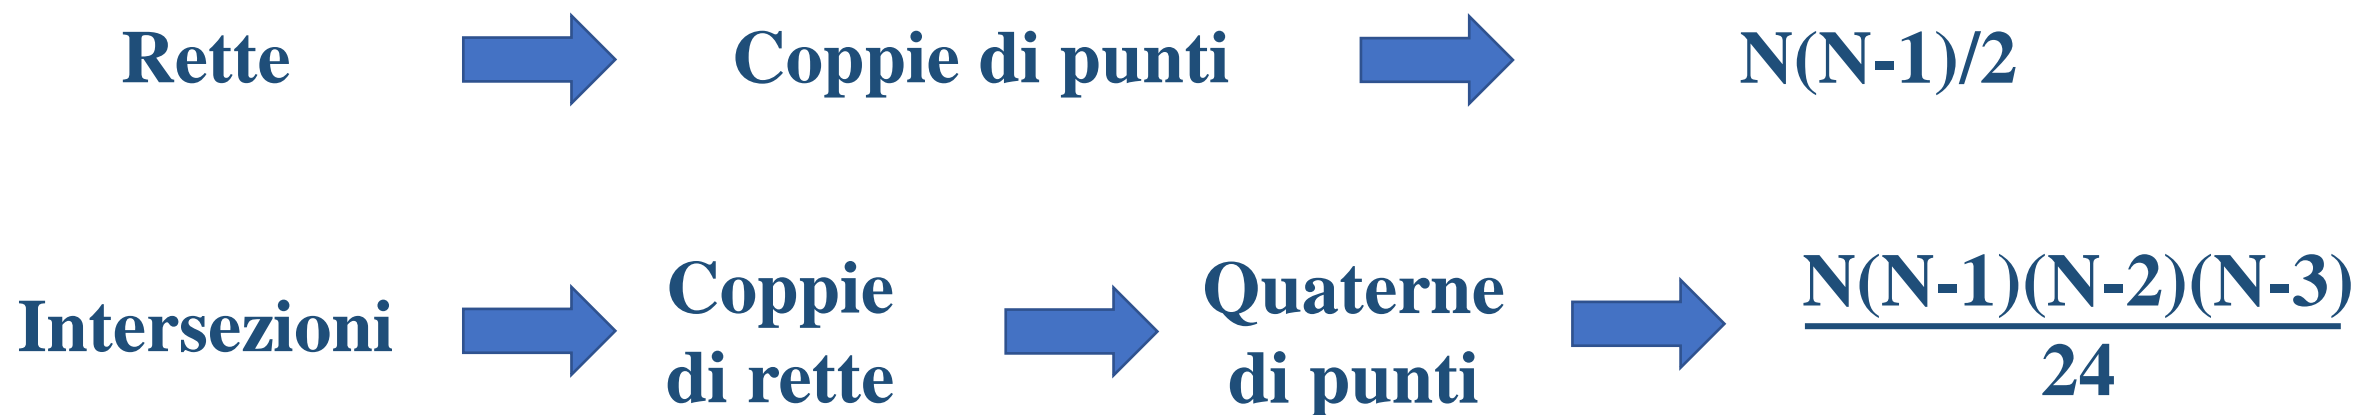 Rette Coppie di punti N(N-1)/2
Intersezioni
Coppie
di rette
Quaterne
di punti
N(N-1)(N-2)(N-3)
24